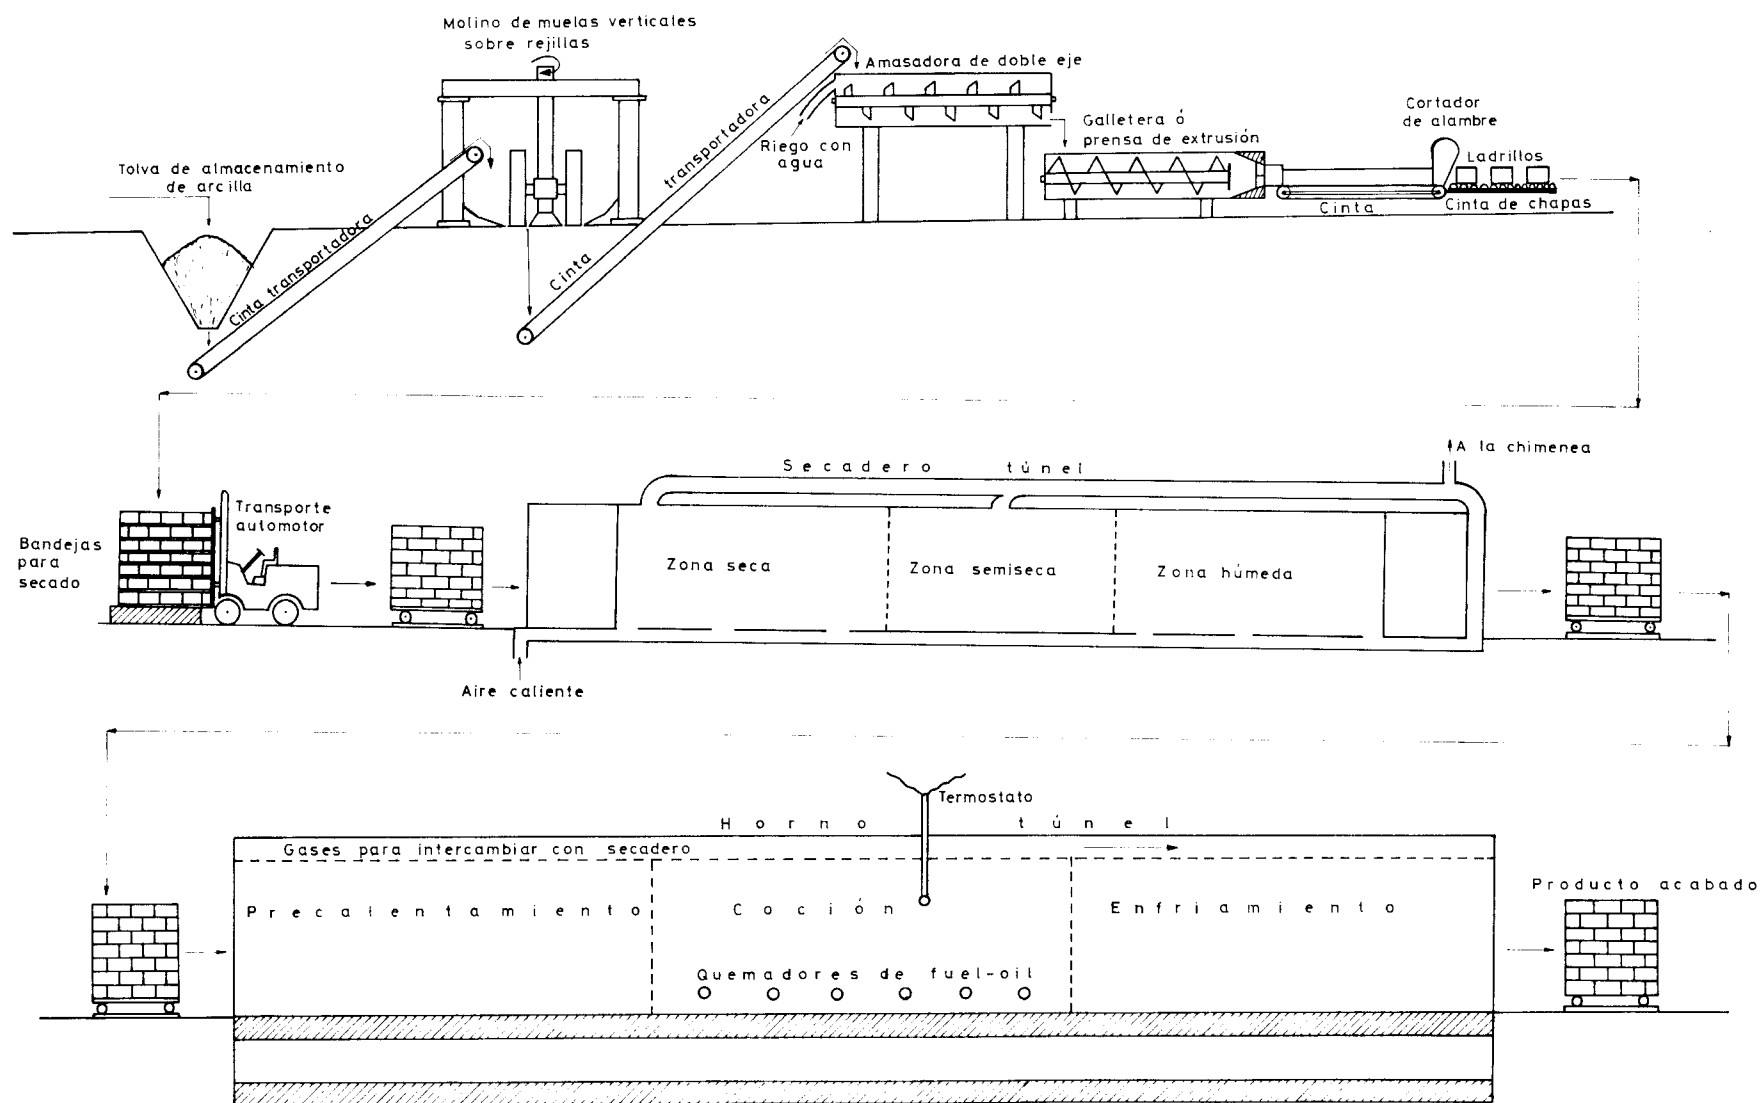 Molino de muelas verticales
sobre rejillas
Amasadora de doble eje
Cortador
de alambre
Galletera ó
prensa de extrusión
Riego con
agua
Ladrillos
Tolva de almacenamiento
de arcilla
Cinta transportadora
Cinta transportadora
Cinta
Cinta de chapas
A la chimenea
Secadero túnel
Transporte
automotor
Bandejas
para
secado
Zona seca
Zona semiseca
Zona húmeda
Aire caliente
Termostato
Horno túnel
Gases para intercambiar con secadero
Producto acabado
Precalentamiento
Coción
Enfriamiento
Quemadores de fuel-oil